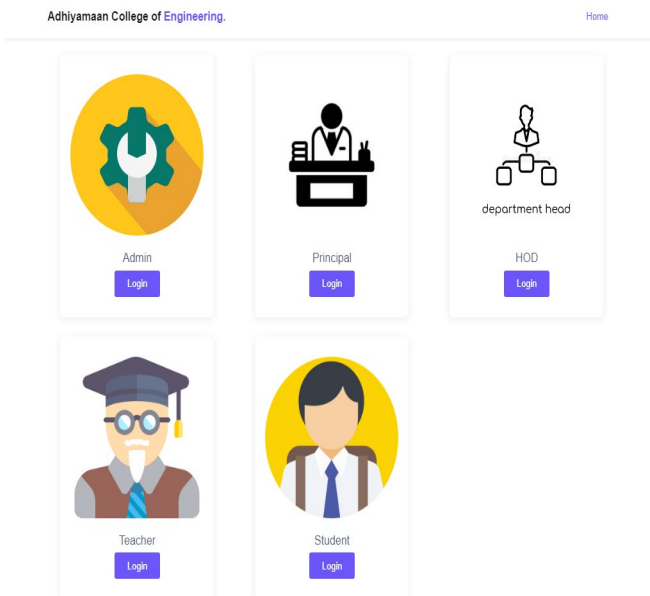 Adhiyamaan College of Engineering.
Home
department head
Admin
Login
Principal
Login
HOD
Login
Teacher
Login
Student
Login